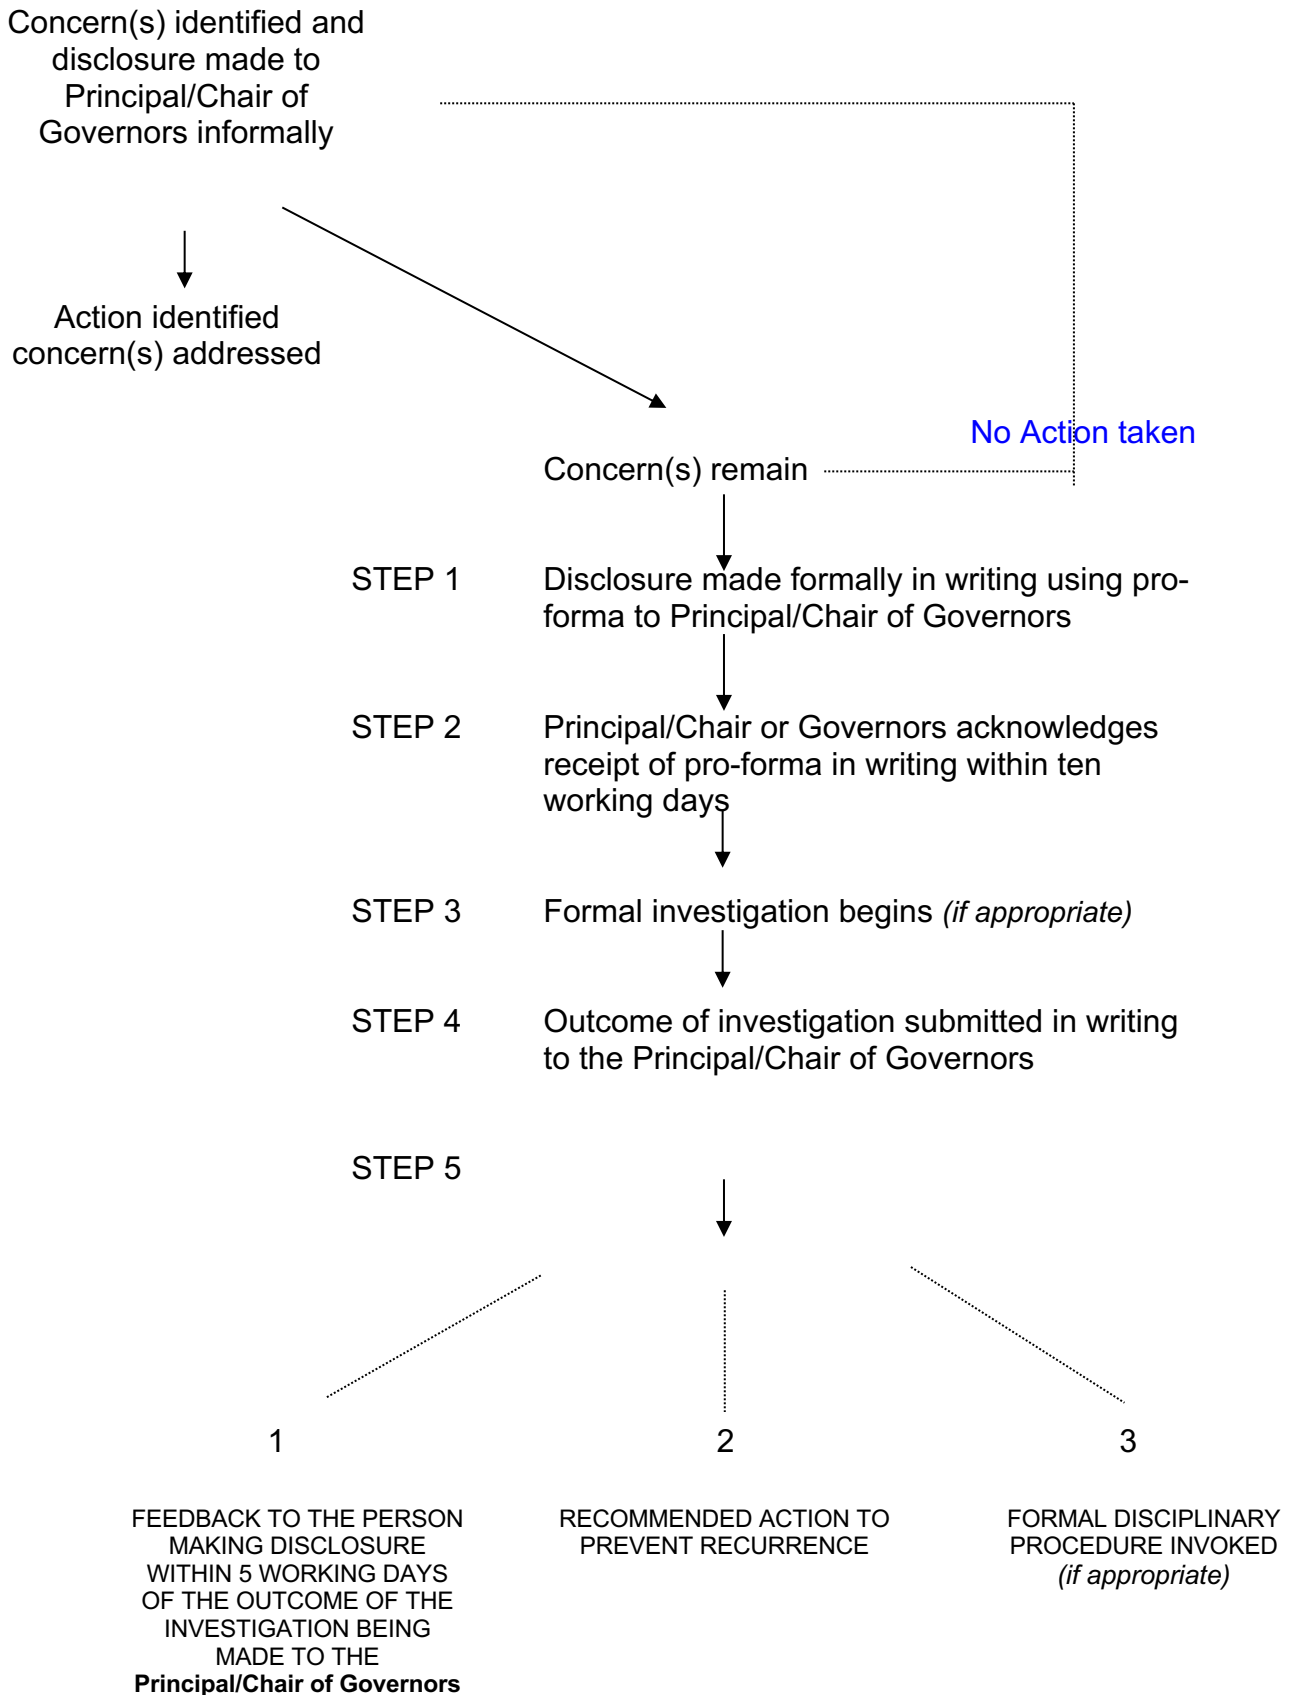 Concern(s) identified and
disclosure made to
Principal/Chair of
Governors informally
Action identified
concern(s) addressed
No Action taken
Concern(s) remain
STEP 1
Disclosure made formally in writing using pro-
forma to Principal/Chair of Governors
STEP 2
Principal/Chair or Governors acknowledges
receipt of pro-forma in writing within ten
working days
STEP 3
Formal investigation begins (if appropriate)
STEP 4
Outcome of investigation submitted in writing
to the Principal/Chair of Governors
STEP 5
1
FEEDBACK TO THE PERSON
MAKING DISCLOSURE
WITHIN 5 WORKING DAYS
OF THE OUTCOME OF THE
INVESTIGATION BEING
MADE TO THE
Principal/Chair of Governors
2
RECOMMENDED ACTION TO
PREVENT RECURRENCE
3
FORMAL DISCIPLINARY
PROCEDURE INVOKED
(if appropriate)